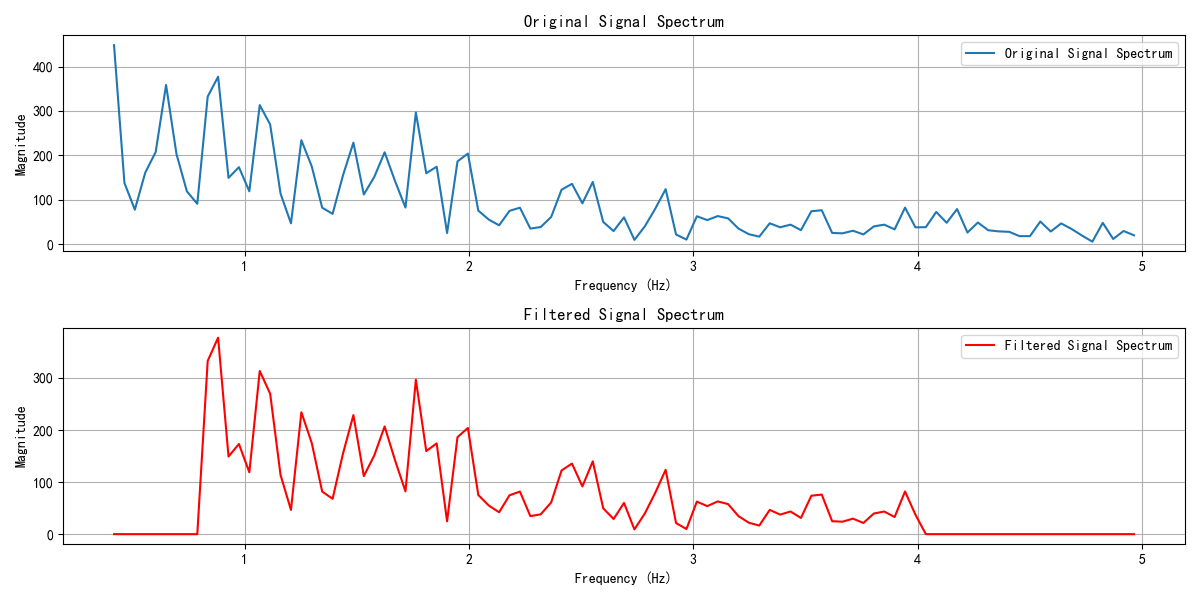 Original Signal Spectrum
Original Signal Spectrum
Magnitude
400
300
200
100
0
1
2
3
4
5
Frequency (Hz)
Filtered Signal Spectrum
Filtered Signal Spectrum
Magnitude
300
200
100
0
1
2
3
4
5
Frequency (Hz)